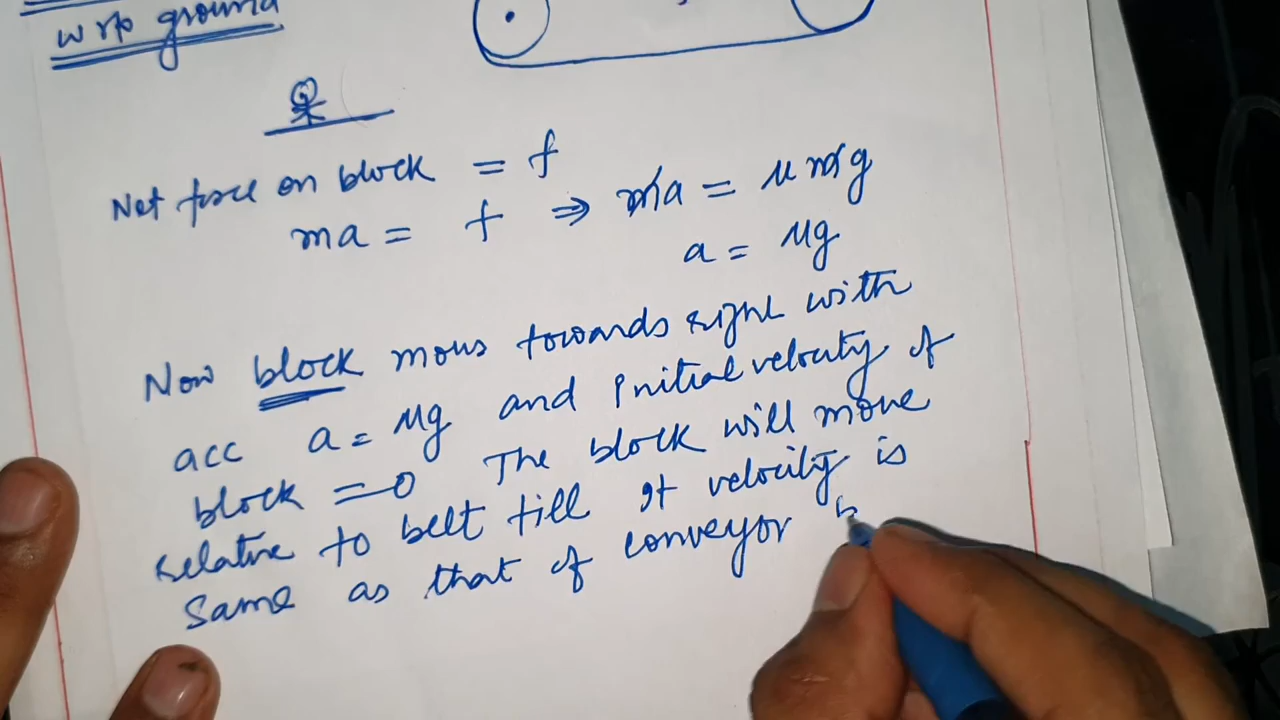 w r to ground
Net force on block = f
ma = f ⇒ ma = μmg
a = μg
Now block moves towards right with
acc a = μg and initial velocity of
block = 0 The block will move
relative to belt till it velocity is
Same as that of conveyor b